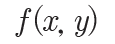 f(x, y)